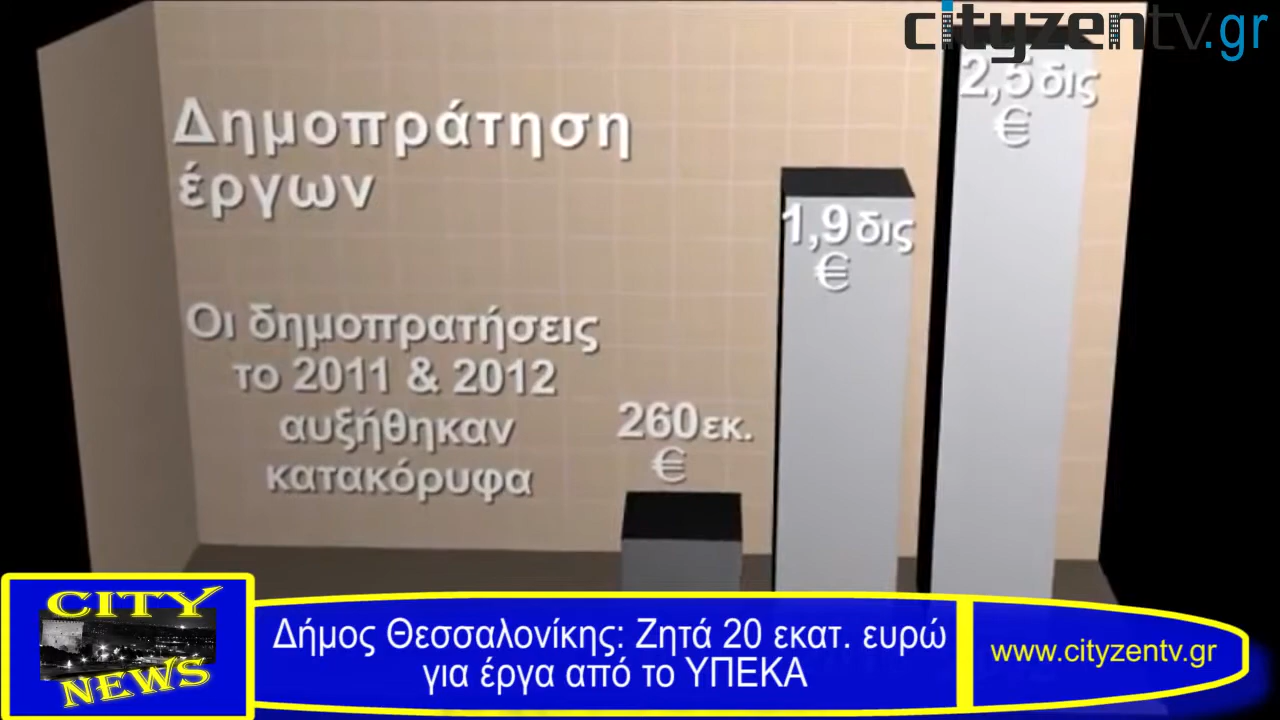 cityzentv.gr
2,5 δις
€
Δημοπράτηση
έργων
1,9 δις
€
Οι δημοπρατήσεις
το 2011 & 2012
αυξήθηκαν
κατακόρυφα
260 εκ.
€
CITY
NEWS
Δήμος Θεσσαλονίκης: Ζητά 20 εκατ. ευρώ
για έργα από το ΥΠΕΚΑ
www.cityzentv.gr